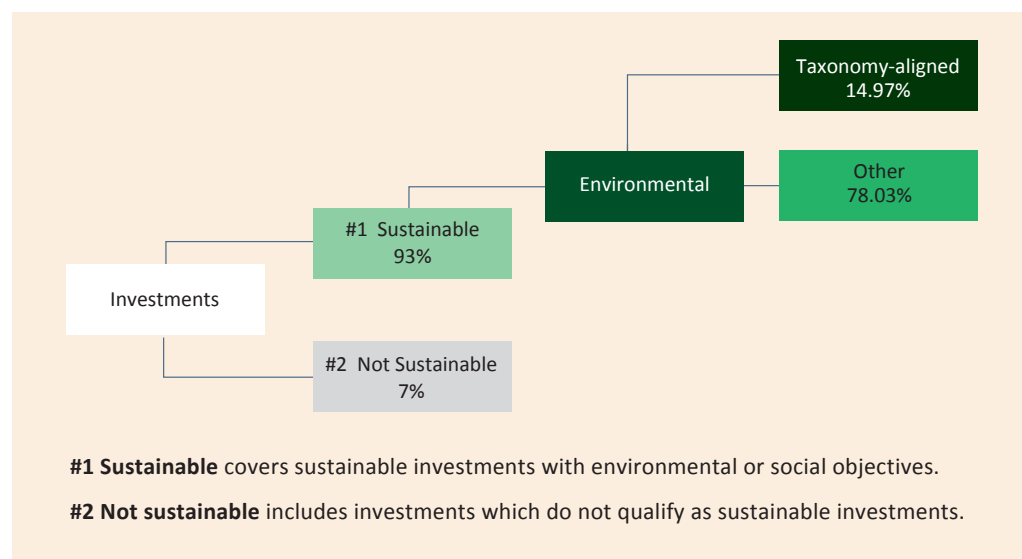 Taxonomy-aligned
14.97%
Environmental
Other
78.03%
#1 Sustainable
93%
Investments
#2 Not Sustainable
7%
#1 Sustainable covers sustainable investments with environmental or social objectives.
#2 Not sustainable includes investments which do not qualify as sustainable investments.